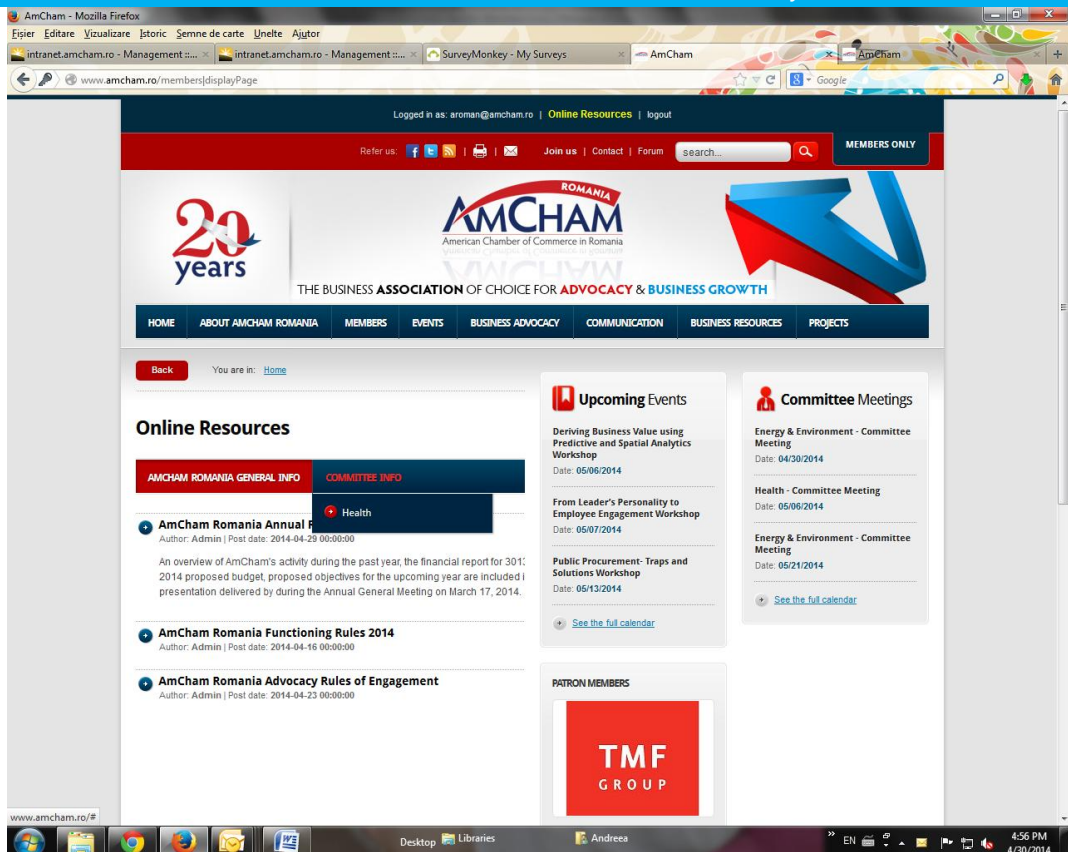 AmCham - Mozilla Firefox
Fișier Editare Vizualizare Istoric Semne de carte Unelte Ajutor
intranet.amcham.ro - Management ::... intranet.amcham.ro - Management ::... SurveyMonkey - My Surveys AmCham AmCham
www.amcham.ro/members|displayPage Google
Logged in as: aroman@amcham.ro | Online Resources | logout
Refer us: Join us | Contact | Forum search... MEMBERS ONLY
20 years
ROMANIA
AMCHAM
American Chamber of Commerce in Romania
THE BUSINESS ASSOCIATION OF CHOICE FOR ADVOCACY & BUSINESS GROWTH
HOME ABOUT AMCHAM ROMANIA MEMBERS EVENTS BUSINESS ADVOCACY COMMUNICATION BUSINESS RESOURCES PROJECTS
Back You are in: Home
Online Resources
AMCHAM ROMANIA GENERAL INFO COMMITTEE INFO
Health
AmCham Romania Annual
Author: Admin | Post date: 2014-04-29 00:00:00
An overview of AmCham's activity during the past year, the financial report for 301
2014 proposed budget, proposed objectives for the upcoming year are included i
presentation delivered by during the Annual General Meeting on March 17, 2014.
AmCham Romania Functioning Rules 2014
Author: Admin | Post date: 2014-04-16 00:00:00
AmCham Romania Advocacy Rules of Engagement
Author: Admin | Post date: 2014-04-23 00:00:00
Upcoming Events
Deriving Business Value using
Predictive and Spatial Analytics
Workshop
Date: 05/06/2014
From Leader's Personality to
Employee Engagement Workshop
Date: 05/07/2014
Public Procurement- Traps and
Solutions Workshop
Date: 05/13/2014
See the full calendar
PATRON MEMBERS
TMF
GROUP
Committee Meetings
Energy & Environment - Committee
Meeting
Date: 04/30/2014
Health - Committee Meeting
Date: 05/06/2014
Energy & Environment - Committee
Meeting
Date: 05/21/2014
See the full calendar
www.amcham.ro/#
Desktop Libraries Andreea EN 4:56 PM
4/30/2014